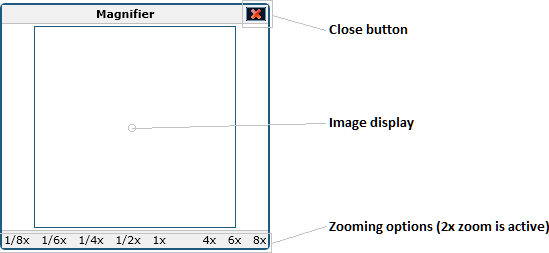 Magnifier
Close button
Image display
Zooming options (2x zoom is active)
1/8x 1/6x 1/4x 1/2x 1x 4x 6x 8x